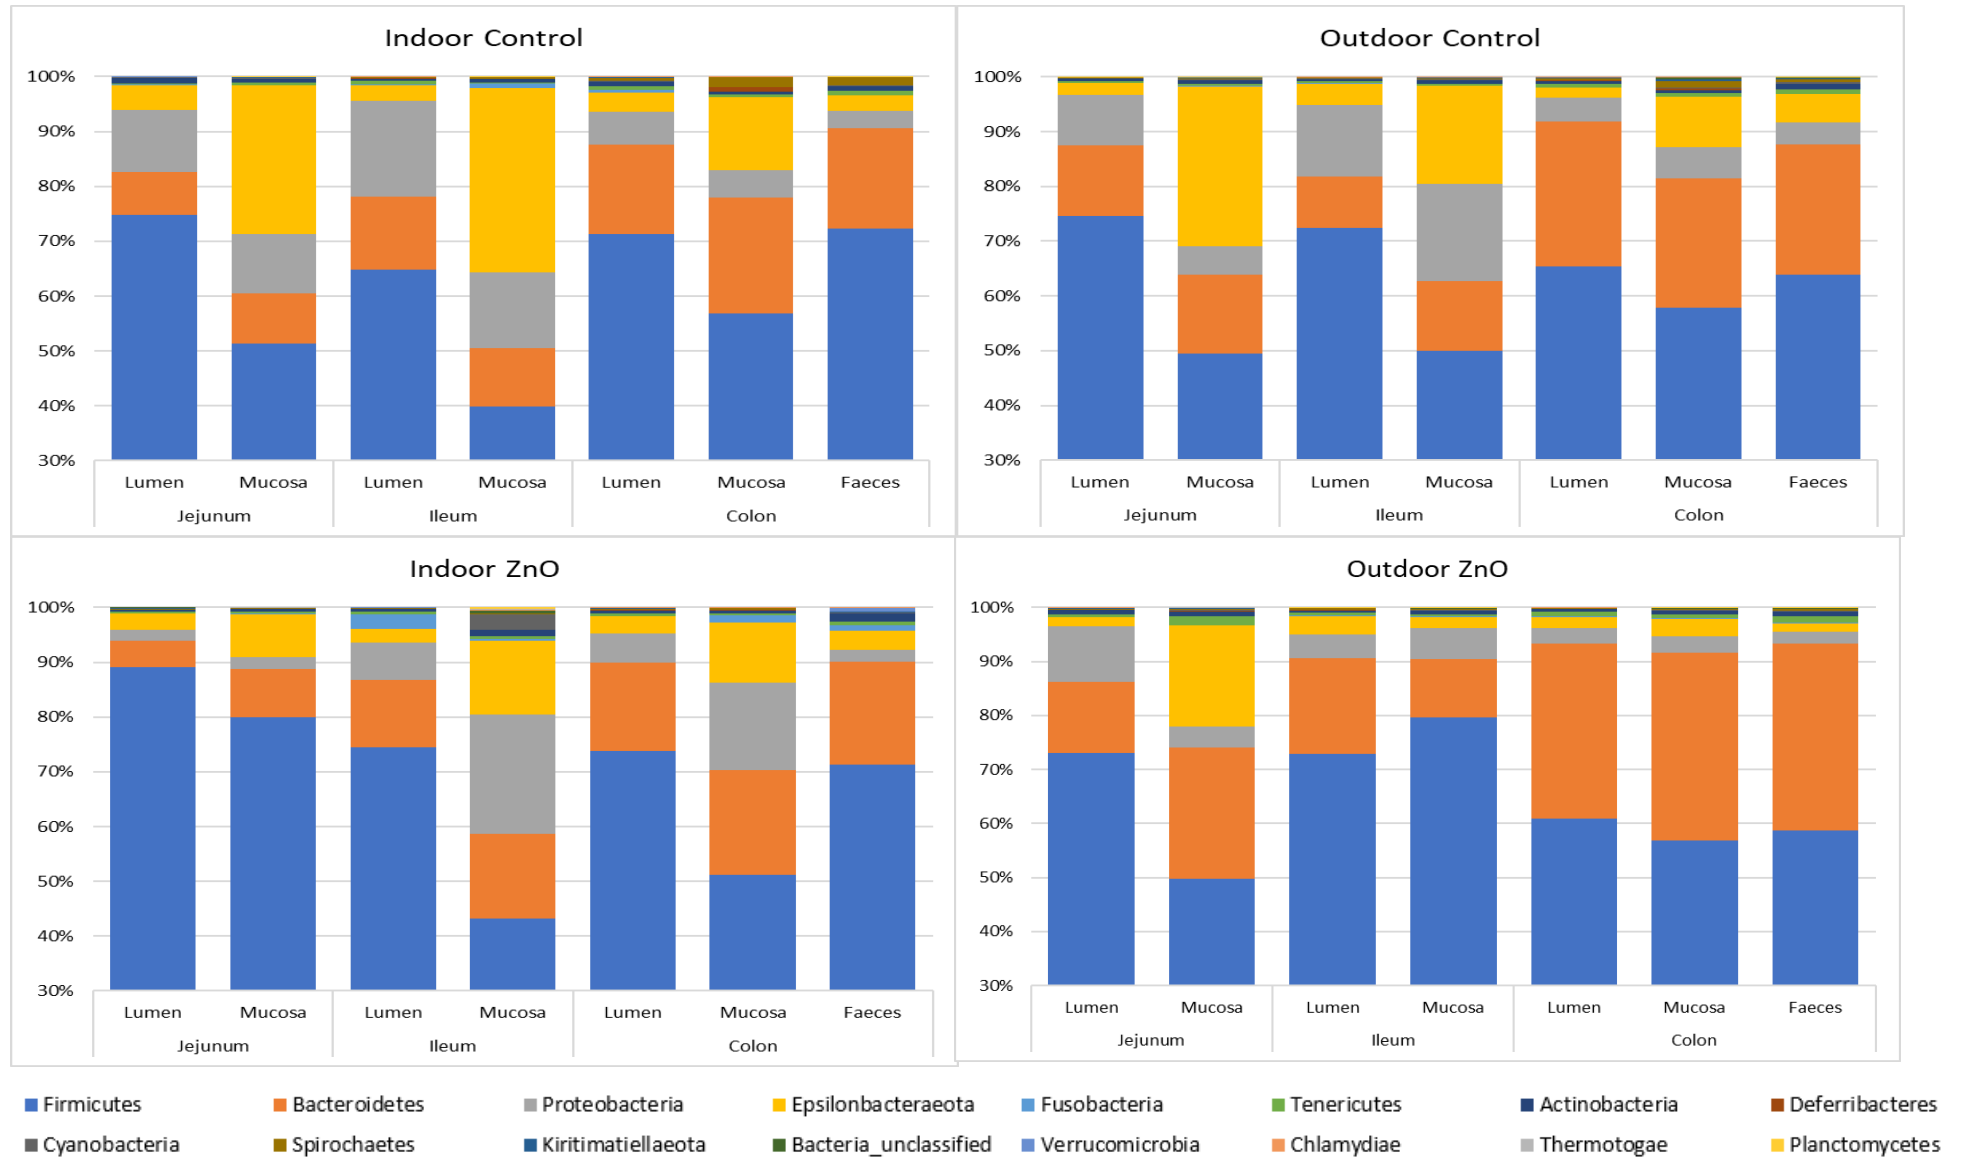 Indoor Control
100%
90%
80%
70%
60%
50%
40%
30%
Lumen Mucosa Lumen Mucosa Lumen Mucosa Faeces
Jejunum Ileum Colon
Outdoor Control
100%
90%
80%
70%
60%
50%
40%
30%
Lumen Mucosa Lumen Mucosa Lumen Mucosa Faeces
Jejunum Ileum Colon
Indoor ZnO
100%
90%
80%
70%
60%
50%
40%
30%
Lumen Mucosa Lumen Mucosa Lumen Mucosa Faeces
Jejunum Ileum Colon
Outdoor ZnO
100%
90%
80%
70%
60%
50%
40%
30%
Lumen Mucosa Lumen Mucosa Lumen Mucosa Faeces
Jejunum Ileum Colon
Firmicutes Bacteroidetes Proteobacteria Epsilonbacteraeota Fusobacteria Tenericutes Actinobacteria Deferribacteres
Cyanobacteria Spirochaetes Kiritimatiellaeota Bacteria_unclassified Verrucomicrobia Chlamydiae Thermotogae Planctomycetes